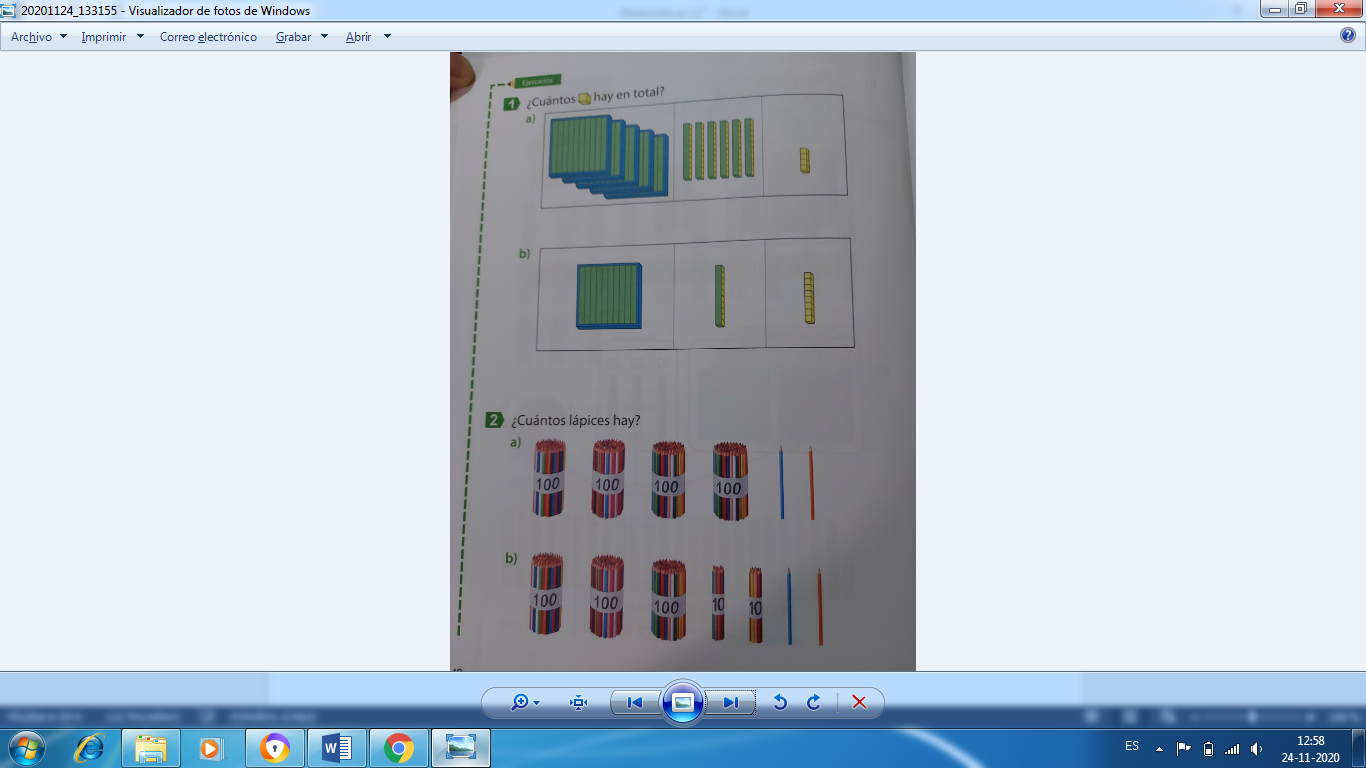 20201124_133155 - Visualizador de fotos de Windows
Archivo Imprimir Correo electrónico Grabar Abrir
Ejercicios
1 ¿Cuántos hay en total?
a)
b)
2 ¿Cuántos lápices hay?
a)
100 100 100 100
b)
100 100 100 10 10
ES 12:58
24-11-2020